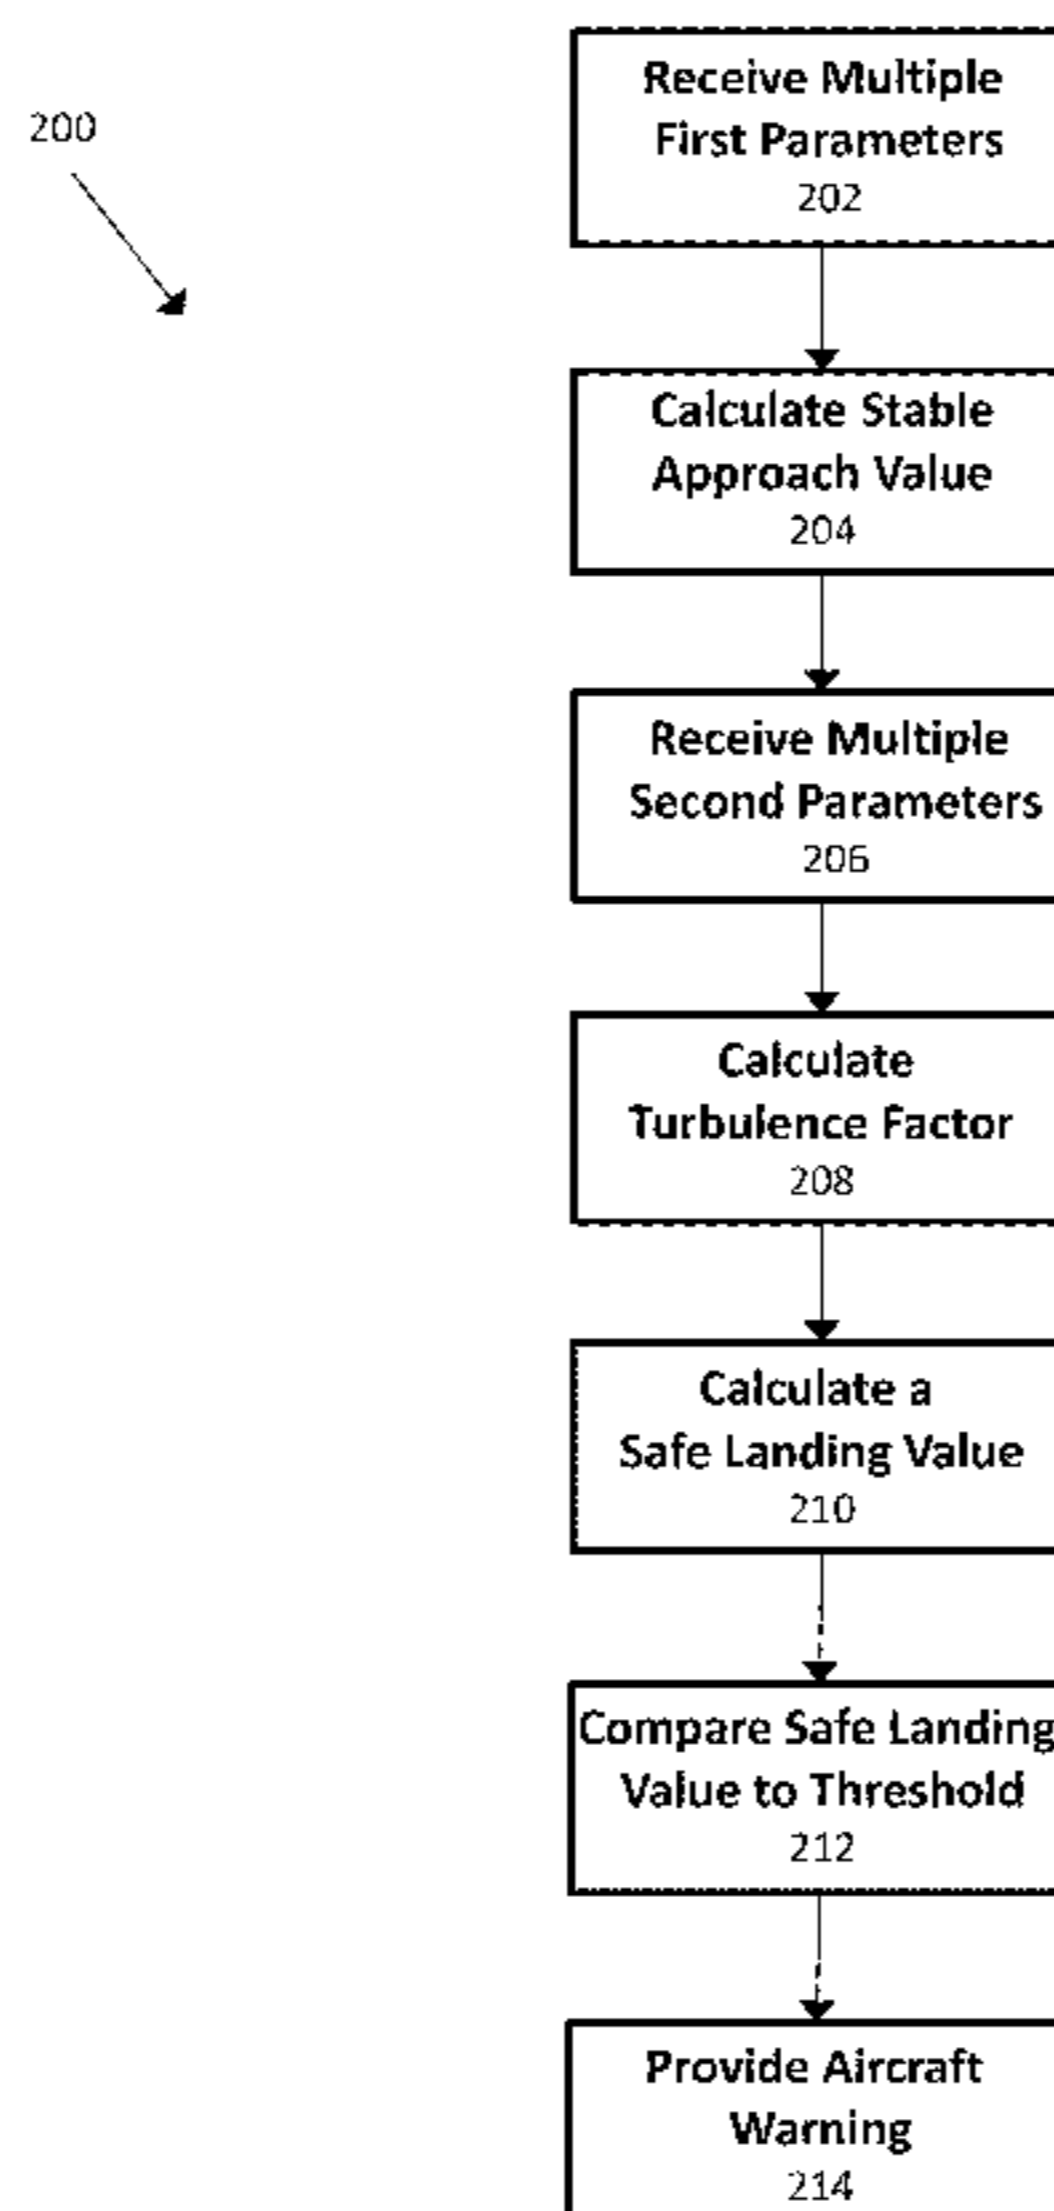 200
Receive Multiple
First Parameters
202
Calculate Stable
Approach Value
204
Receive Multiple
Second Parameters
206
Calculate
Turbulence Factor
208
Calculate a
Safe Landing Value
210
Compare Safe Landing
Value to Threshold
212
Provide Aircraft
Warning
214